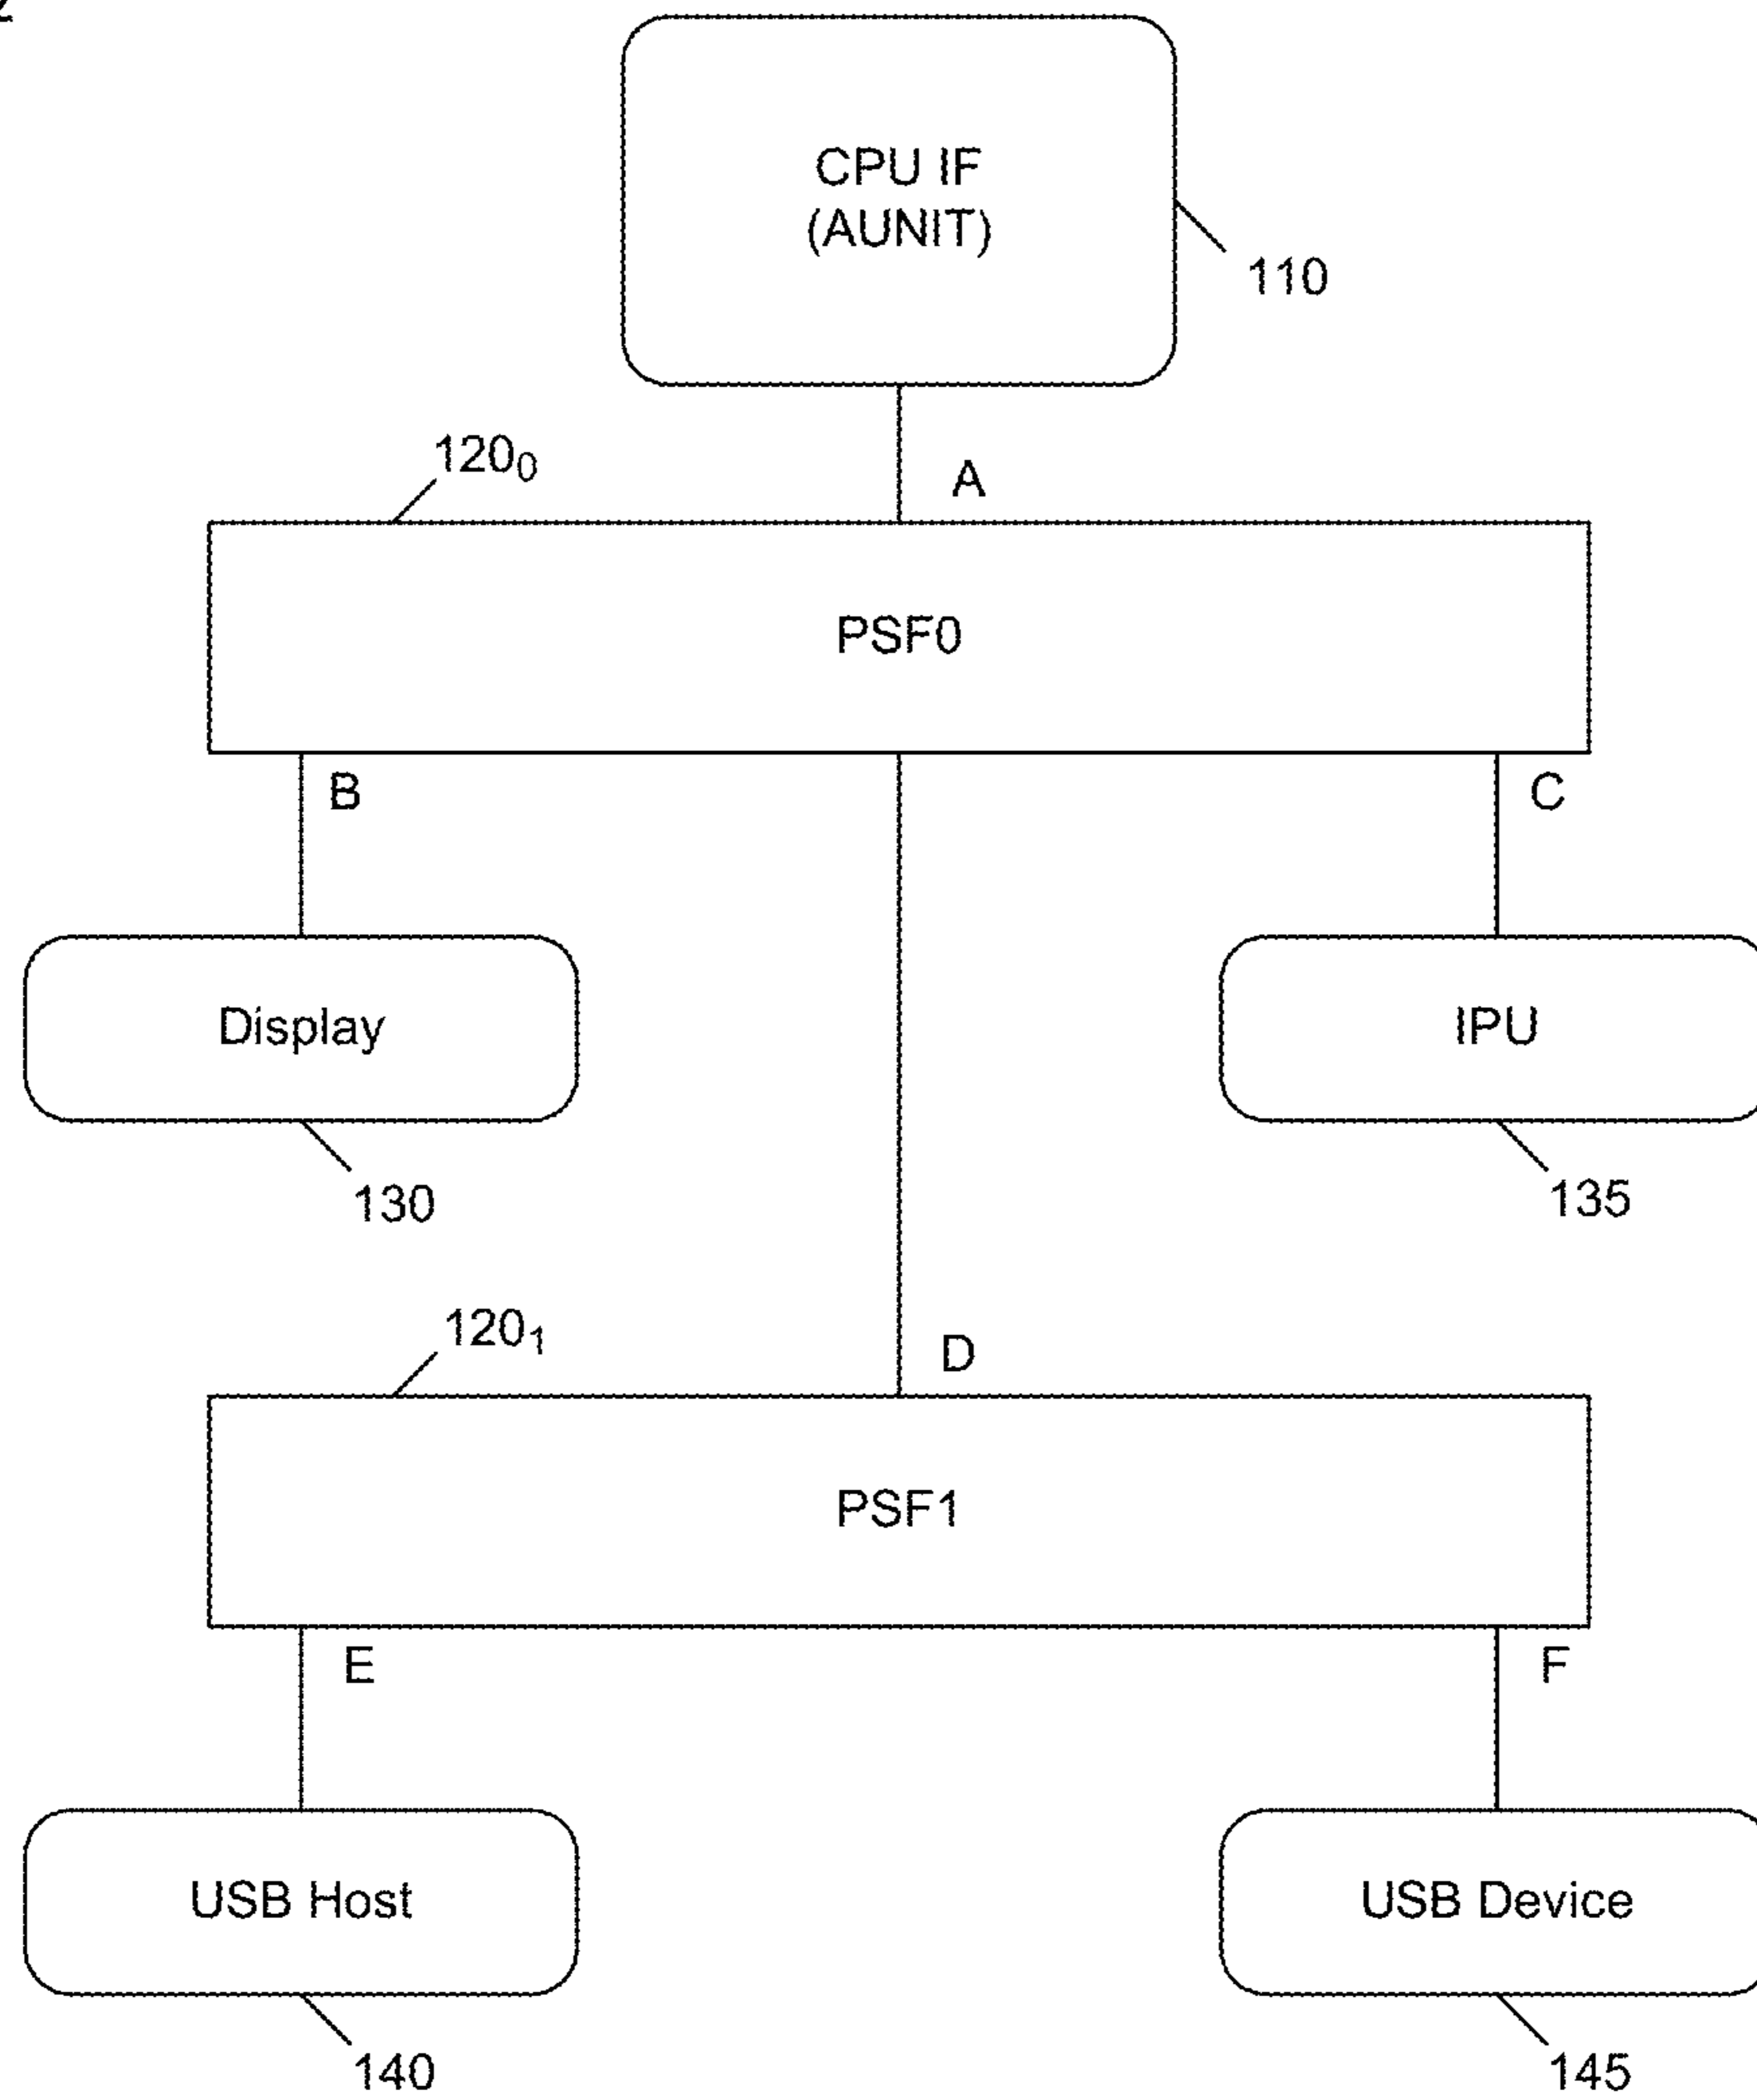 CPU IF
(AUNIT)
110
120₀
A
PSF0
B
C
Display
IPU
130
135
120₁
D
PSF1
E
F
USB Host
USB Device
140
145